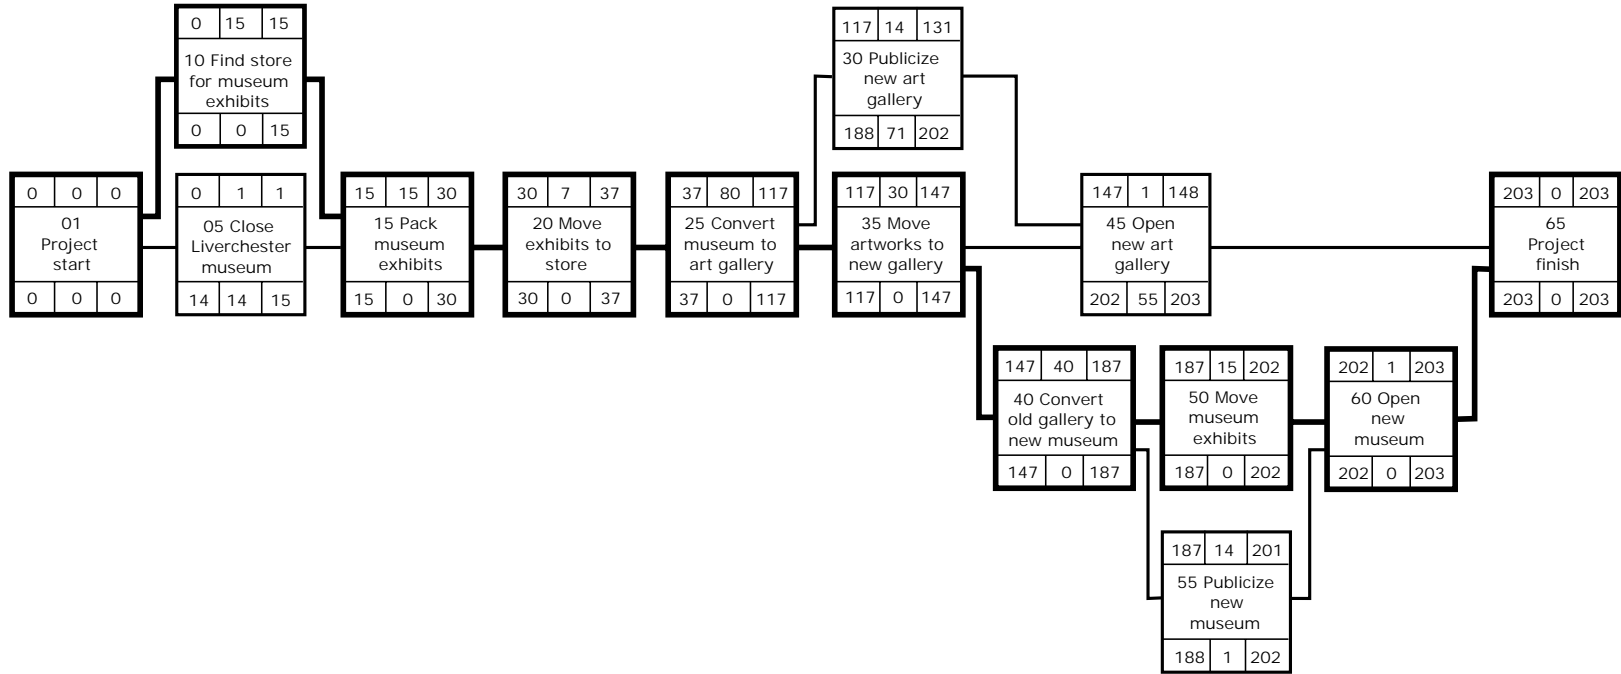 0 15 15
10 Find store
for museum
exhibits
0 0 15
117 14 131
30 Publicize
new art
gallery
188 71 202
0 0 0
01
Project
start
0 0 0
0 1 1
05 Close
Liverchester
museum
14 14 15
15 15 30
15 Pack
museum
exhibits
15 0 30
30 7 37
20 Move
exhibits to
store
30 0 37
37 80 117
25 Convert
museum to
art gallery
37 0 117
117 30 147
35 Move
artworks to
new gallery
117 0 147
147 1 148
45 Open
new art
gallery
202 55 203
203 0 203
65
Project
finish
203 0 203
147 40 187
40 Convert
old gallery to
new museum
147 0 187
187 15 202
50 Move
museum
exhibits
187 0 202
202 1 203
60 Open
new
museum
202 0 203
187 14 201
55 Publicize
new
museum
188 1 202